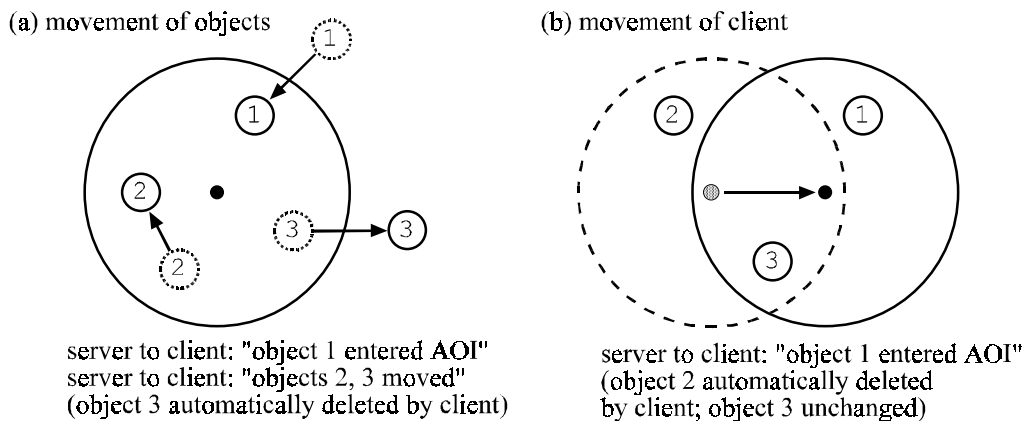 (a) movement of objects
1
1
2
3
3
2
server to client: "object 1 entered AOI"
server to client: "objects 2, 3 moved"
(object 3 automatically deleted by client)
(b) movement of client
2
1
3
server to client: "object 1 entered AOI"
(object 2 automatically deleted
by client; object 3 unchanged)